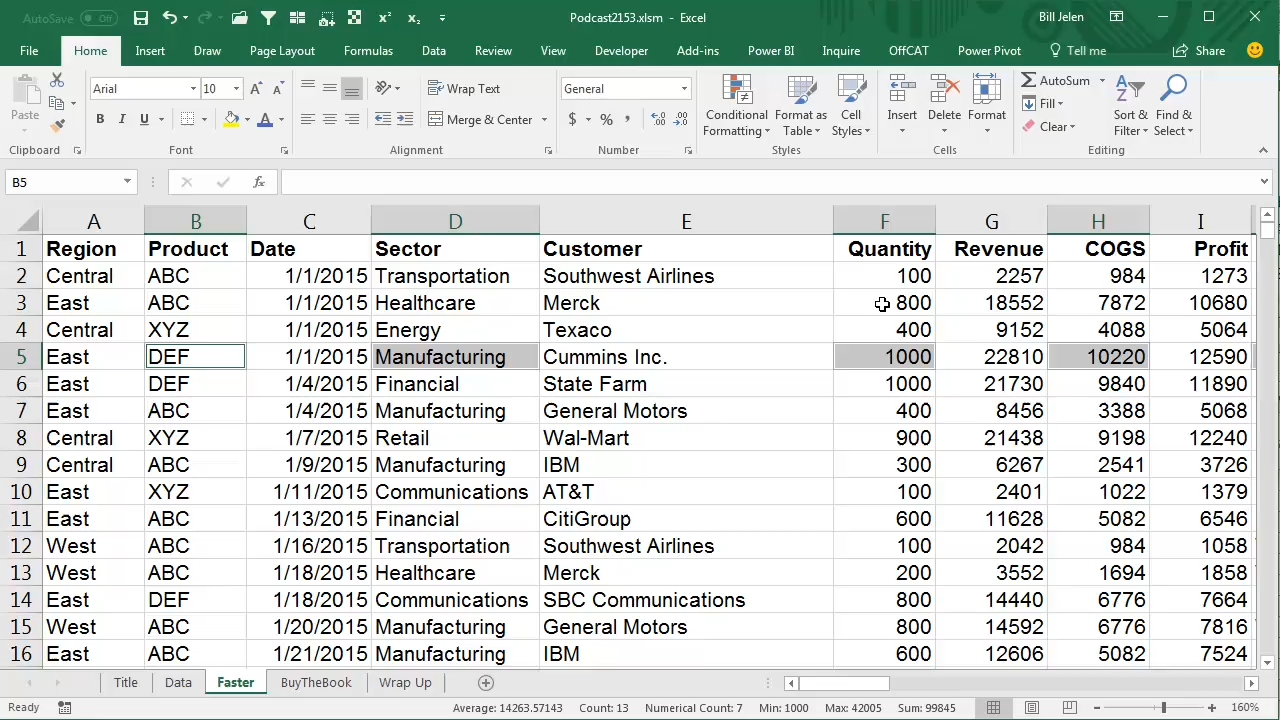 AutoSave Off Podcast2153.xlsm - Excel Bill Jelen
File Home Insert Draw Page Layout Formulas Data Review View Developer Add-ins Power BI Inquire OffCAT Power Pivot Tell me Share
Paste Arial 10 Wrap Text General Conditional Formatting Format as Table Cell Styles Insert Delete Format AutoSum Sort & Filter Find & Select
B I U Merge & Center $ % , Fill
Clear
Clipboard Font Alignment Number Styles Cells Editing
B5 fx
A B C D E F G H I
1 Region Product Date Sector Customer Quantity Revenue COGS Profit
2 Central ABC 1/1/2015 Transportation Southwest Airlines 100 2257 984 1273
3 East ABC 1/1/2015 Healthcare Merck 800 18552 7872 10680
4 Central XYZ 1/1/2015 Energy Texaco 400 9152 4088 5064
5 East DEF 1/1/2015 Manufacturing Cummins Inc. 1000 22810 10220 12590
6 East DEF 1/4/2015 Financial State Farm 1000 21730 9840 11890
7 East ABC 1/4/2015 Manufacturing General Motors 400 8456 3388 5068
8 Central XYZ 1/7/2015 Retail Wal-Mart 900 21438 9198 12240
9 Central ABC 1/9/2015 Manufacturing IBM 300 6267 2541 3726
10 East XYZ 1/11/2015 Communications AT&T 100 2401 1022 1379
11 East ABC 1/13/2015 Financial CitiGroup 600 11628 5082 6546
12 West ABC 1/16/2015 Transportation Southwest Airlines 100 2042 984 1058
13 West ABC 1/18/2015 Healthcare Merck 200 3552 1694 1858
14 East DEF 1/18/2015 Communications SBC Communications 800 14440 6776 7664
15 West ABC 1/20/2015 Manufacturing General Motors 800 14592 6776 7816
16 East ABC 1/21/2015 Manufacturing IBM 600 12606 5082 7524
Title Data Faster BuyTheBook Wrap Up
Ready Average: 14263.57143 Count: 13 Numerical Count: 7 Min: 1000 Max: 42005 Sum: 99845 160%